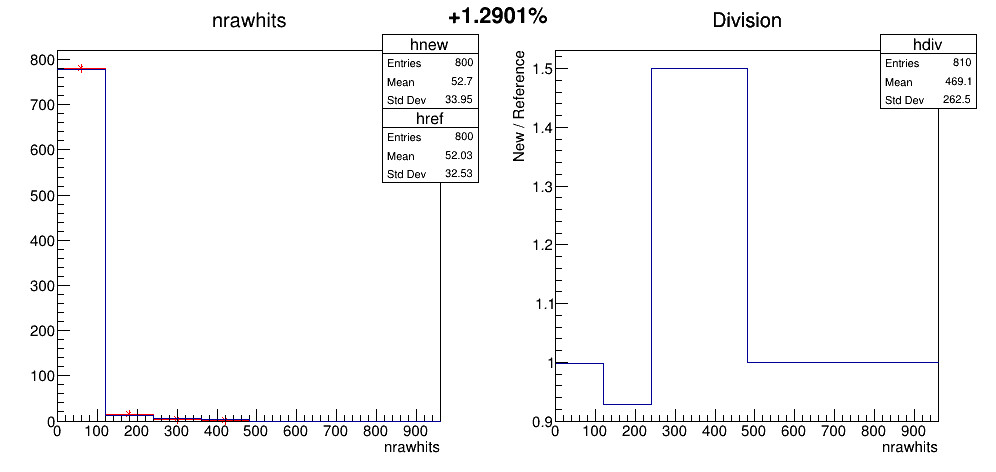 +1.2901%
nrawhits
hnew
Entries 800
Mean 52.7
Std Dev 33.95
href
Entries 800
Mean 52.03
Std Dev 32.53
800
700
600
500
400
300
200
100
0
0 100 200 300 400 500 600 700 800 900
nrawhits
Division
hdiv
Entries 810
Mean 469.1
Std Dev 262.5
New / Reference
1.5
1.4
1.3
1.2
1.1
1
0.9
0 100 200 300 400 500 600 700 800 900
nrawhits